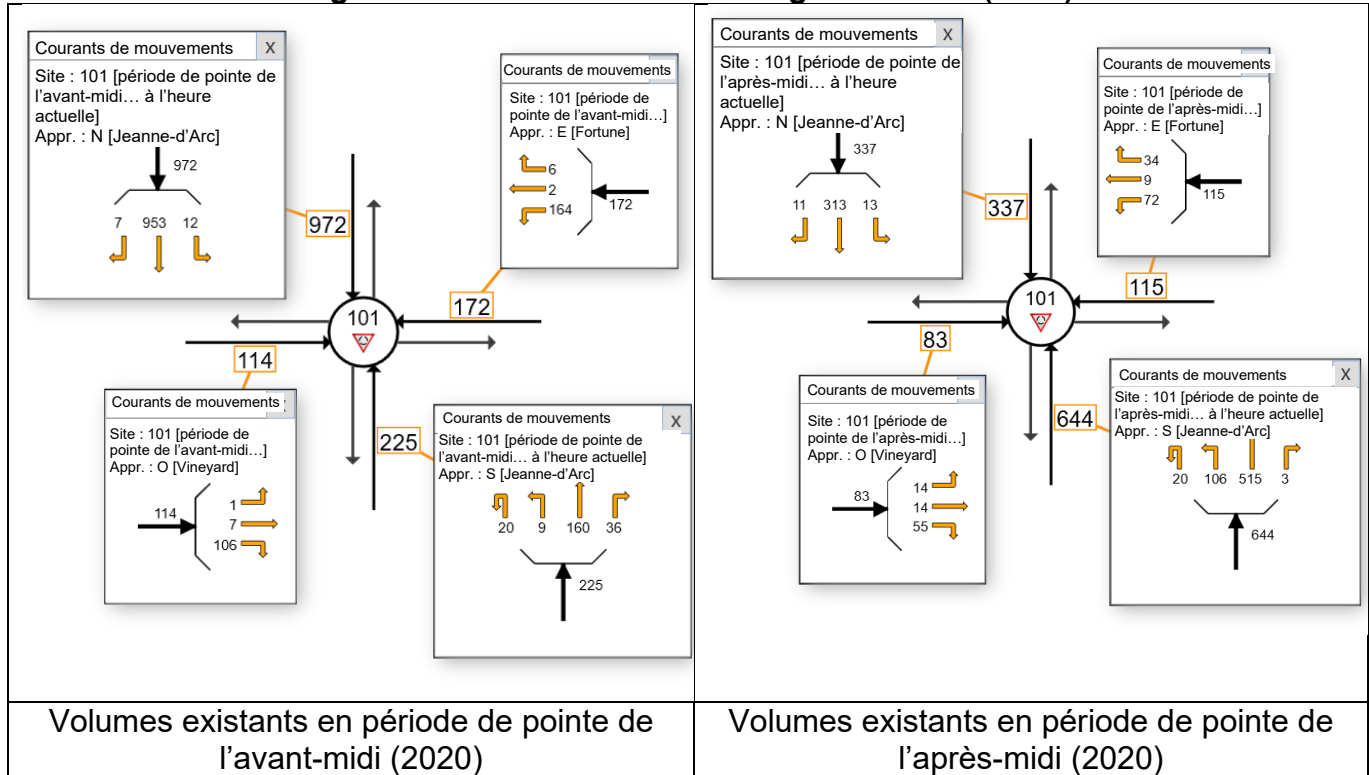 Courants de mouvements X
Site : 101 [période de pointe de
l'avant-midi… à l'heure
actuelle]
Appr. : N [Jeanne-d'Arc]
972
7 953 12
972
Courants de mouvements
Site : 101 [période de
pointe de l'avant-midi…]
Appr. : E [Fortune]
6
2
164
172
172
101
114
Courants de mouvements
Site : 101 [période de
pointe de l'avant-midi…]
Appr. : O [Vineyard]
114
1
7
106
225
Courants de mouvements X
Site : 101 [période de pointe de
l'avant-midi… à l'heure actuelle]
Appr. : S [Jeanne-d'Arc]
20 9 160 36
225
Volumes existants en période de pointe de
l'avant-midi (2020)
Courants de mouvements X
Site : 101 [période de pointe de
l'après-midi… à l'heure
actuelle]
Appr. : N [Jeanne-d'Arc]
337
11 313 13
337
Courants de mouvements
Site : 101 [période de
pointe de l'après-midi…]
Appr. : E [Fortune]
34
9
72
115
115
101
83
Courants de mouvements
Site : 101 [période de
pointe de l'après-midi…]
Appr. : O [Vineyard]
83
14
14
55
644
Courants de mouvements X
Site : 101 [période de pointe de
l'après-midi… à l'heure actuelle]
Appr. : S [Jeanne-d'Arc]
20 106 515 3
644
Volumes existants en période de pointe de
l'après-midi (2020)